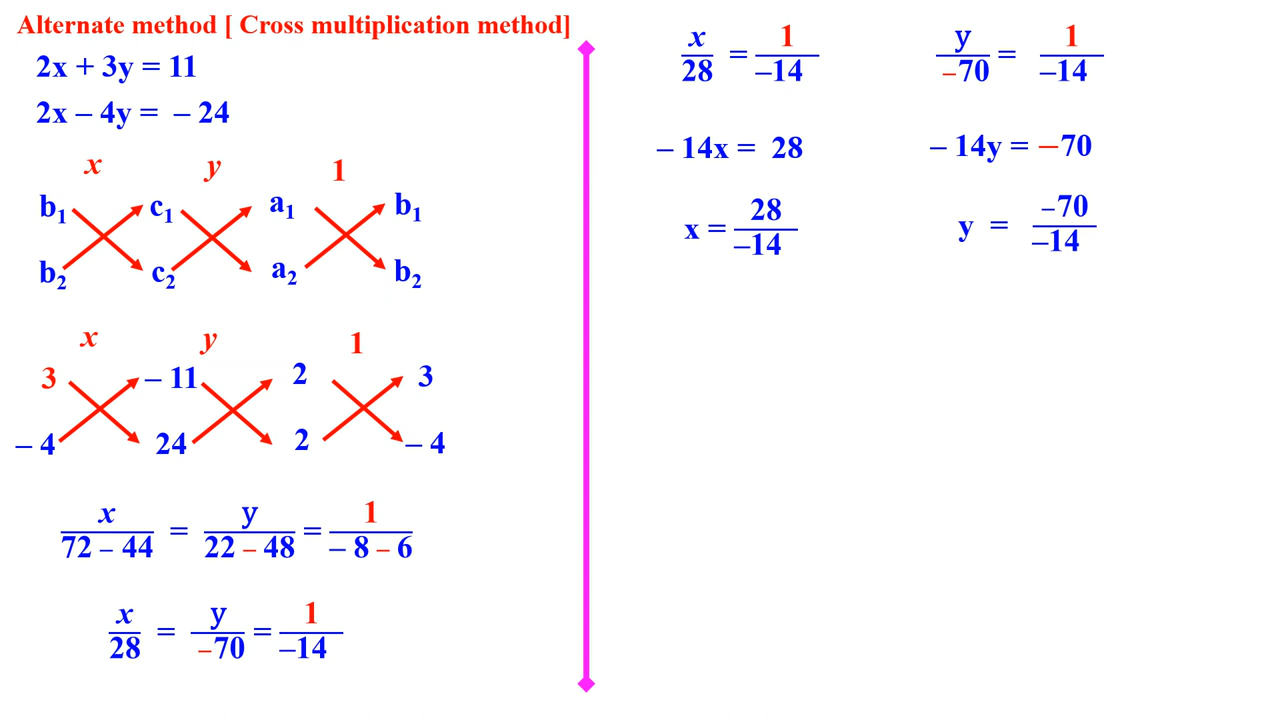 Alternate method [ Cross multiplication method]
2x + 3y = 11
2x – 4y = – 24
x y 1
b₁ c₁ a₁ b₁
b₂ c₂ a₂ b₂
x y 1
3 – 11 2 3
– 4 24 2 – 4
x/72 – 44 = y/22 – 48 = 1/– 8 – 6
x/28 = y/–70 = 1/–14
x/28 = 1/–14
– 14x = 28
x = 28/–14
y/–70 = 1/–14
– 14y = –70
y = –70/–14